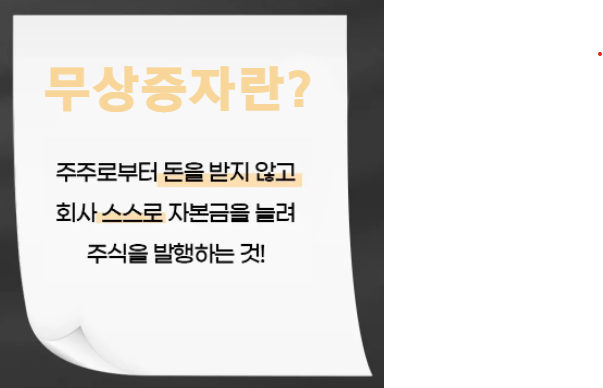 무상증자란?
주주로부터 돈을 받지 않고
회사 스스로 자본금을 늘려
주식을 발행하는 것!